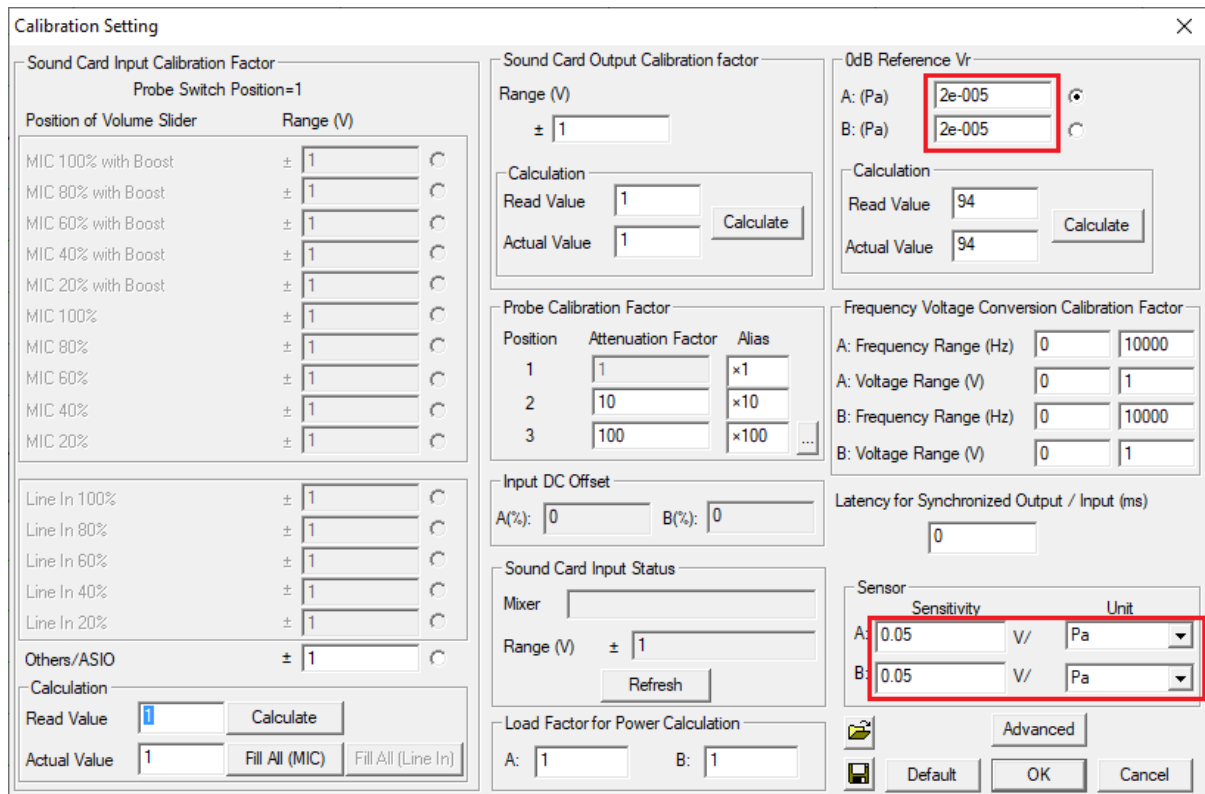 Calibration Setting
Sound Card Input Calibration Factor
Probe Switch Position=1
Position of Volume Slider Range (V)
MIC 100% with Boost ± 1
MIC 80% with Boost ± 1
MIC 60% with Boost ± 1
MIC 40% with Boost ± 1
MIC 20% with Boost ± 1
MIC 100% ± 1
MIC 80% ± 1
MIC 60% ± 1
MIC 40% ± 1
MIC 20% ± 1
Line In 100% ± 1
Line In 80% ± 1
Line In 60% ± 1
Line In 40% ± 1
Line In 20% ± 1
Others/ASIO ± 1
Calculation
Read Value 1 Calculate
Actual Value 1 Fill All (MIC) Fill All (Line In)
Sound Card Output Calibration factor
Range (V)
± 1
Calculation
Read Value 1
Calculate
Actual Value 1
Probe Calibration Factor
Position Attenuation Factor Alias
1 1 ×1
2 10 ×10
3 100 ×100 ...
Input DC Offset
A(%): 0 B(%): 0
Sound Card Input Status
Mixer
Range (V) ± 1
Refresh
Load Factor for Power Calculation
A: 1 B: 1
0dB Reference Vr
A: (Pa) 2e-005
B: (Pa) 2e-005
Calculation
Read Value 94
Calculate
Actual Value 94
Frequency Voltage Conversion Calibration Factor
A: Frequency Range (Hz) 0 10000
A: Voltage Range (V) 0 1
B: Frequency Range (Hz) 0 10000
B: Voltage Range (V) 0 1
Latency for Synchronized Output / Input (ms)
0
Sensor
Sensitivity Unit
A: 0.05 V/ Pa
B: 0.05 V/ Pa
Advanced
Default OK Cancel